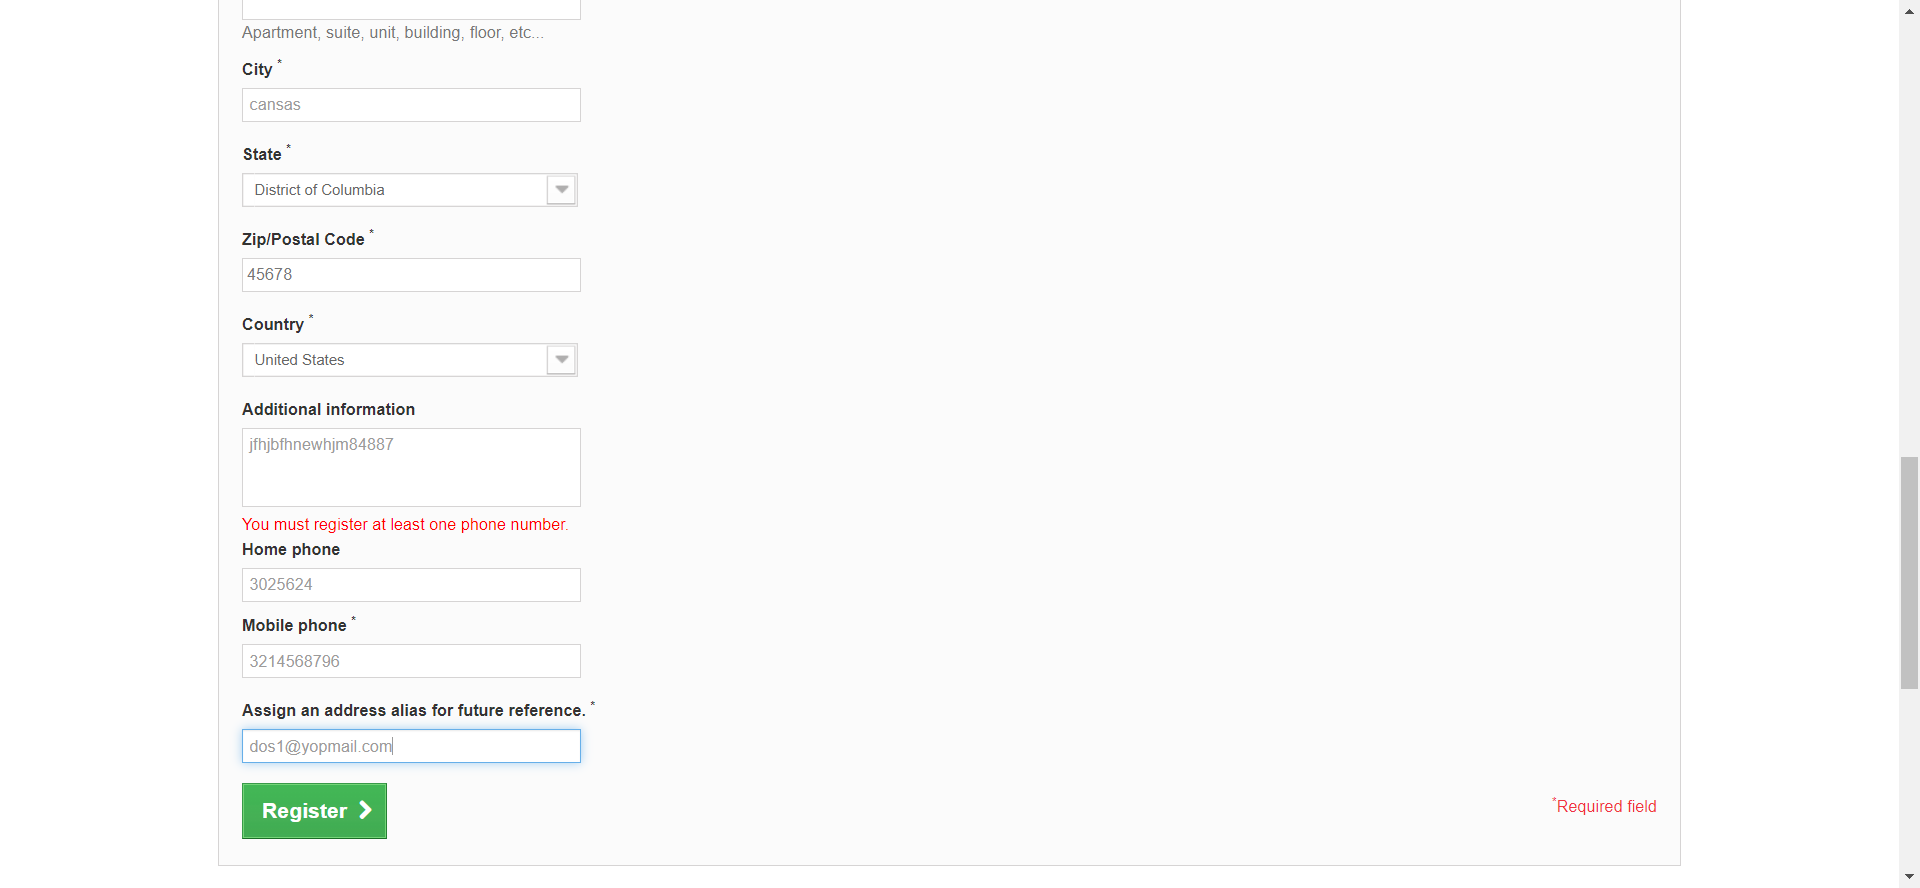 Apartment, suite, unit, building, floor, etc...
City *
cansas
State *
District of Columbia
Zip/Postal Code *
45678
Country *
United States
Additional information
jfhjbfhnewhjm84887
You must register at least one phone number.
Home phone
3025624
Mobile phone *
3214568796
Assign an address alias for future reference. *
dos1@yopmail.com
Register
*Required field